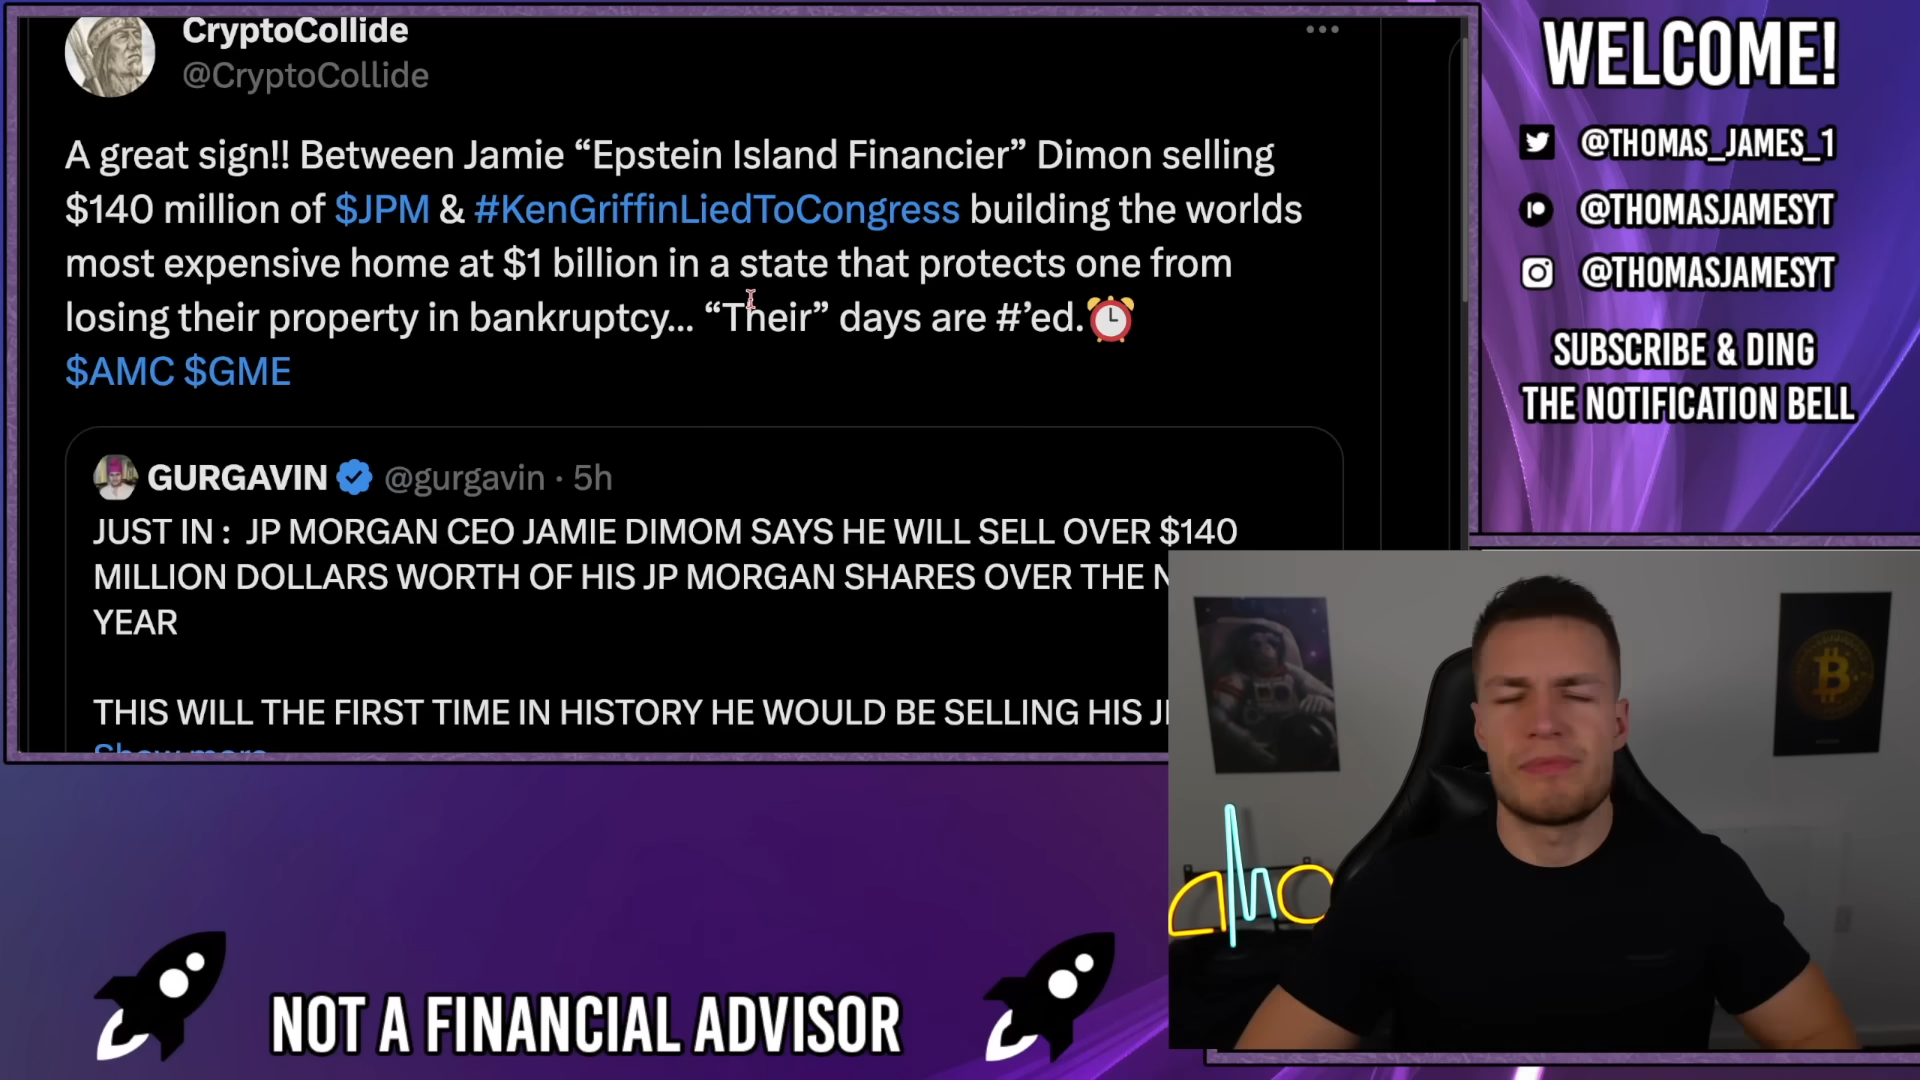 CryptoCollide
@CryptoCollide
A great sign!! Between Jamie “Epstein Island Financier” Dimon selling
$140 million of $JPM & #KenGriffinLiedToCongress building the worlds
most expensive home at $1 billion in a state that protects one from
losing their property in bankruptcy... “Their” days are #’ed.⏰
$AMC $GME
GURGAVIN @gurgavin · 5h
JUST IN : JP MORGAN CEO JAMIE DIMOM SAYS HE WILL SELL OVER $140
MILLION DOLLARS WORTH OF HIS JP MORGAN SHARES OVER THE
YEAR
THIS WILL THE FIRST TIME IN HISTORY HE WOULD BE SELLING HIS
Show more
WELCOME!
@THOMAS_JAMES_1
@THOMASJAMESYT
@THOMASJAMESYT
SUBSCRIBE & DING
THE NOTIFICATION BELL
NOT A FINANCIAL ADVISOR